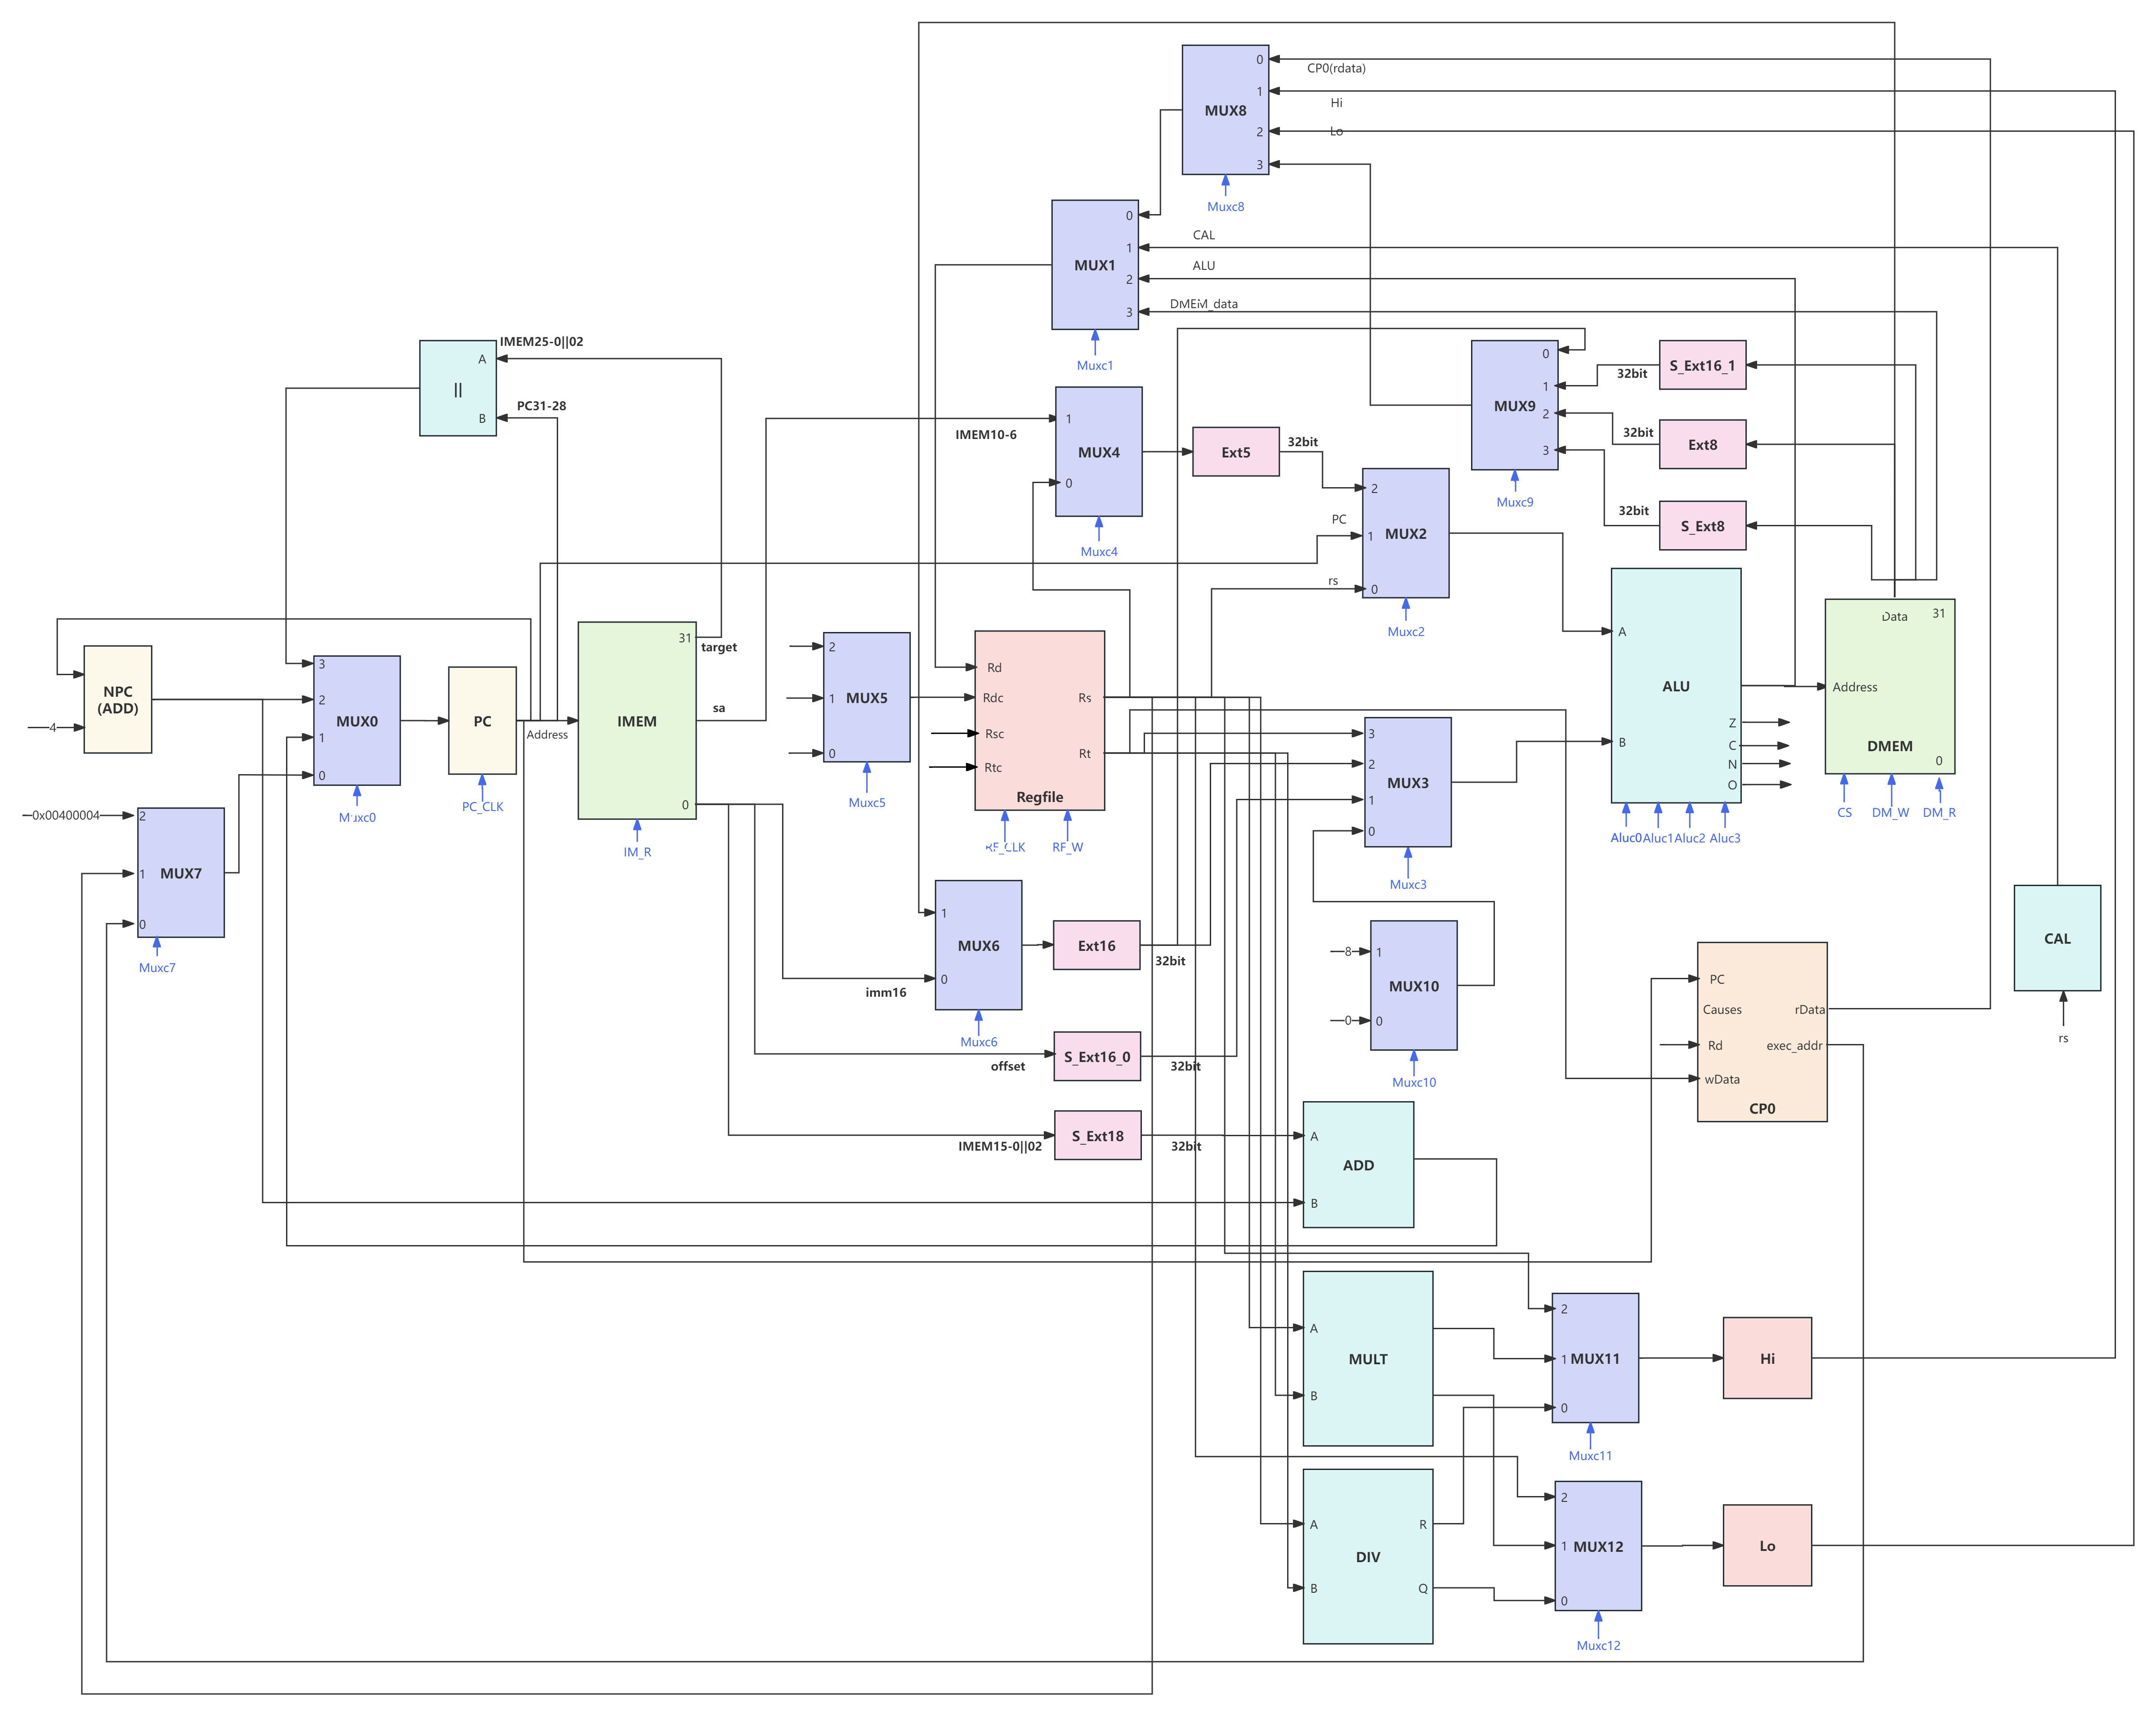 0
CP0(rdata)
1
Hi
MUX8
2
Lo
3
Muxc8
0
CAL
1
MUX1
ALU
2
DMEM_data
3
Muxc1
IMEM25-0||02
A
||
PC31-28
B
0
S_Ext16_1
32bit
1
MUX9
2
32bit
Ext8
3
Muxc9
32bit
S_Ext8
1
IMEM10-6
MUX4
0
Muxc4
Ext5
32bit
2
PC
MUX2
1
rs
0
Muxc2
NPC
(ADD)
4
3
2
MUX0
1
0
Muxc0
PC
PC_CLK
Address
31
target
IMEM
sa
0
IM_R
2
MUX5
1
0
Muxc5
Rd
Rdc
Rs
Rsc
Rt
Rtc
Regfile
RF_CLK
RF_W
3
2
MUX3
1
0
Muxc3
A
ALU
B
Z
C
N
O
Aluc0
Aluc1
Aluc2
Aluc3
Data
31
Address
DMEM
0
CS
DM_W
DM_R
0x00400004
2
MUX7
1
0
Muxc7
1
MUX6
0
imm16
Muxc6
Ext16
32bit
8
1
MUX10
0
0
Muxc10
CAL
rs
PC
Causes
rData
Rd
exec_addr
wData
CP0
offset
S_Ext16_0
32bit
IMEM15-0||02
S_Ext18
32bit
A
ADD
B
A
MULT
B
2
1
MUX11
0
Muxc11
Hi
A
R
DIV
B
Q
2
1
MUX12
0
Muxc12
Lo